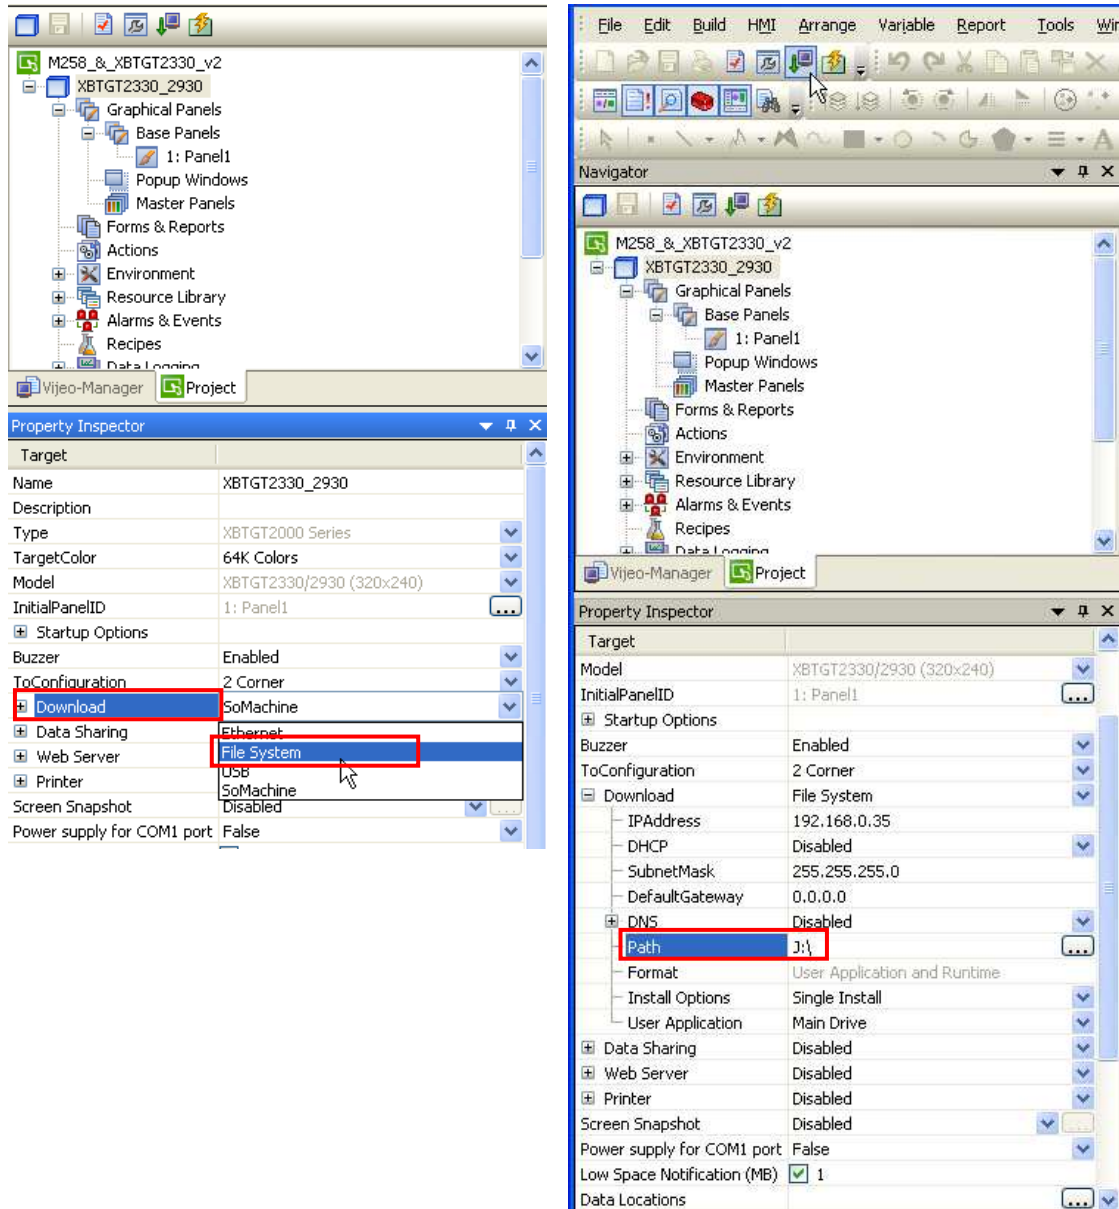 M258_&_XBTGT2330_v2
XBTGT2330_2930
Graphical Panels
Base Panels
1: Panel1
Popup Windows
Master Panels
Forms & Reports
Actions
Environment
Resource Library
Alarms & Events
Recipes
Data Logging
Vijeo-Manager Project
Property Inspector
Target
Name XBTGT2330_2930
Description
Type XBTGT2000 Series
TargetColor 64K Colors
Model XBTGT2330/2930 (320x240)
InitialPanelID 1: Panel1
Startup Options
Buzzer Enabled
ToConfiguration 2 Corner
Download SoMachine
Data Sharing Ethernet
Web Server File System
USB
Printer SoMachine
Screen Snapshot Disabled
Power supply for COM1 port False
File Edit Build HMI Arrange Variable Report Tools Wi
Navigator
M258_&_XBTGT2330_v2
XBTGT2330_2930
Graphical Panels
Base Panels
1: Panel1
Popup Windows
Master Panels
Forms & Reports
Actions
Environment
Resource Library
Alarms & Events
Recipes
Data Logging
Vijeo-Manager Project
Property Inspector
Target
Model XBTGT2330/2930 (320x240)
InitialPanelID 1: Panel1
Startup Options
Buzzer Enabled
ToConfiguration 2 Corner
Download File System
IPAddress 192.168.0.35
DHCP Disabled
SubnetMask 255.255.255.0
DefaultGateway 0.0.0.0
DNS Disabled
Path J:\
Format User Application and Runtime
Install Options Single Install
User Application Main Drive
Data Sharing Disabled
Web Server Disabled
Printer Disabled
Screen Snapshot Disabled
Power supply for COM1 port False
Low Space Notification (MB) 1
Data Locations